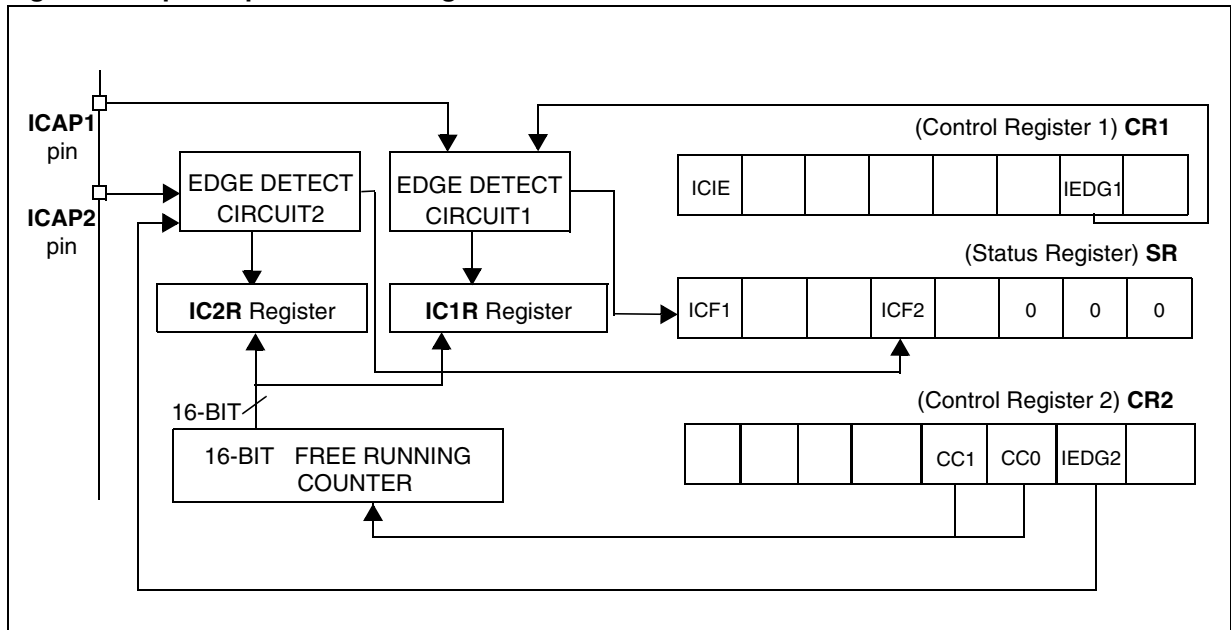 ICAP1
pin
ICAP2
pin
EDGE DETECT
CIRCUIT2
EDGE DETECT
CIRCUIT1
IC2R Register
IC1R Register
16-BIT
16-BIT FREE RUNNING
COUNTER
(Control Register 1) CR1
ICIE IEDG1
(Status Register) SR
ICF1 ICF2 0 0 0
(Control Register 2) CR2
CC1 CC0 IEDG2